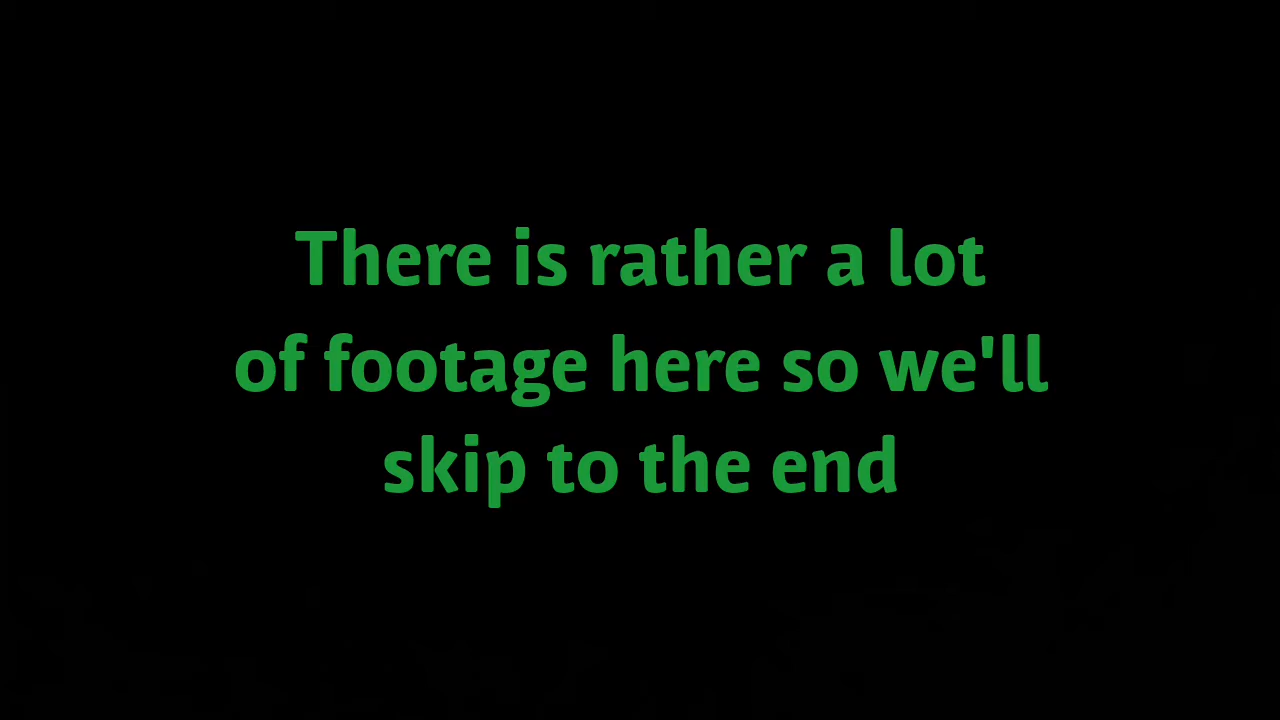 There is rather a lot
of footage here so we'll
skip to the end